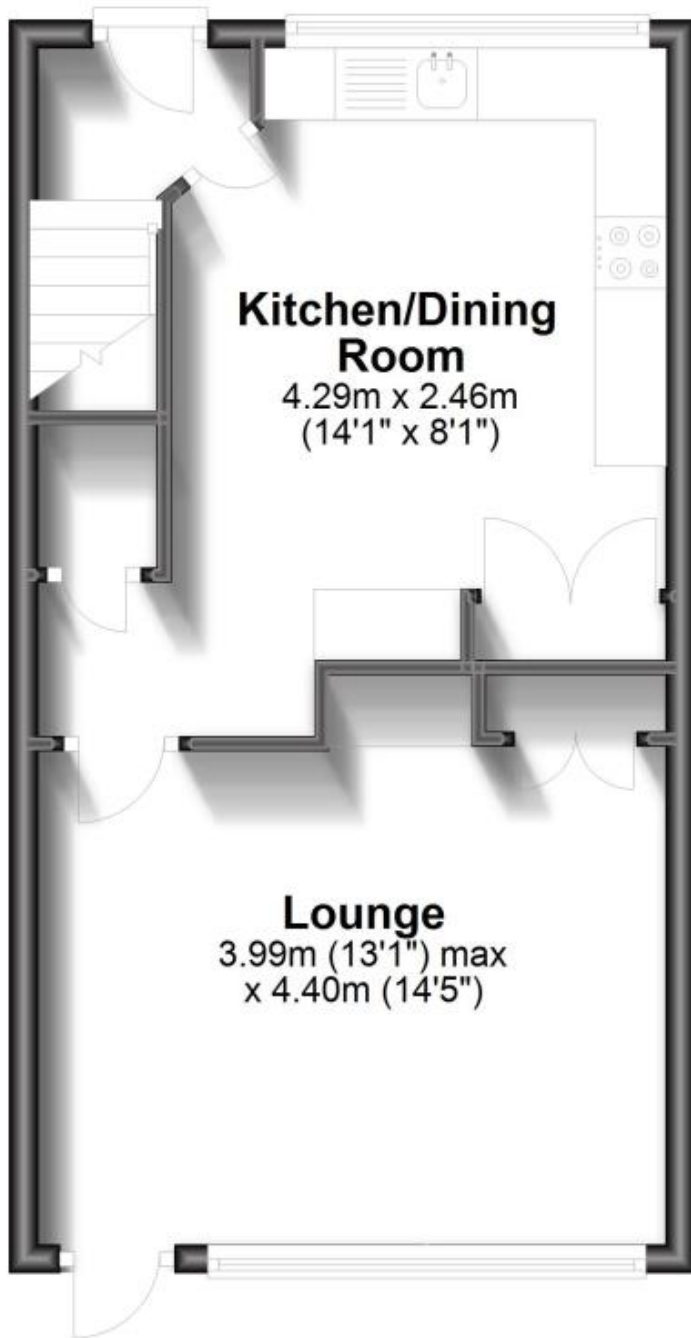 Kitchen/Dining
Room
4.29m x 2.46m
(14'1" x 8'1")
Lounge
3.99m (13'1") max
x 4.40m (14'5")